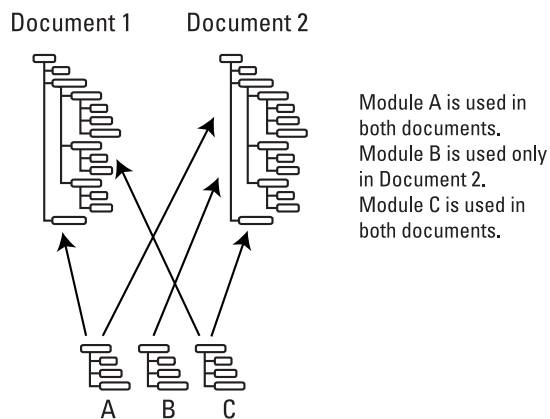 Document 1
Document 2
Module A is used in
both documents.
Module B is used only
in Document 2.
Module C is used in
both documents.
A
B
C